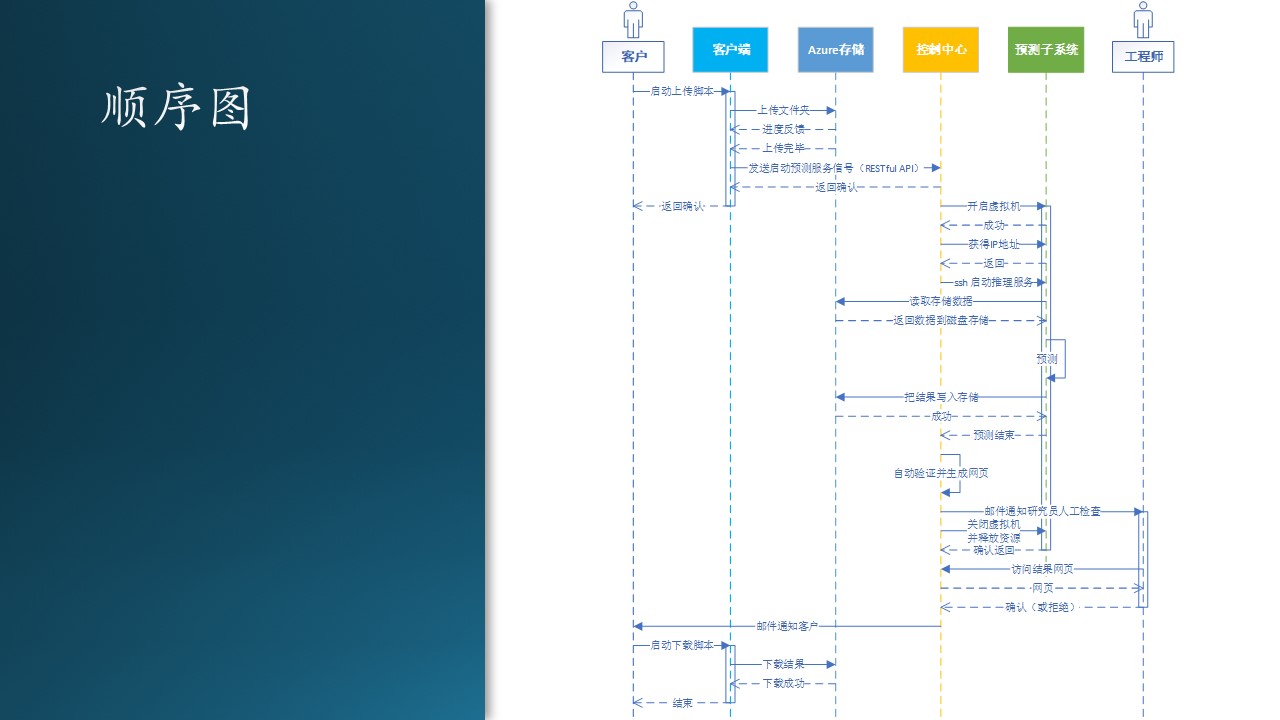 顺序图
客户
客户端
Azure存储
控制中心
预测子系统
工程师
启动上传脚本
上传文件夹
进度反馈
上传完毕
发送启动预测服务信号（RESTful API）
返回确认
返回确认
开启虚拟机
成功
获得IP地址
返回
ssh 启动推理服务
读取存储数据
返回数据到磁盘存储
预测
把结果写入存储
成功
预测结束
自动验证并生成网页
邮件通知研究员人工检查
关闭虚拟机
并释放资源
确认返回
访问结果网页
网页
确认（或拒绝）
邮件通知客户
启动下载脚本
下载结果
下载成功
结束